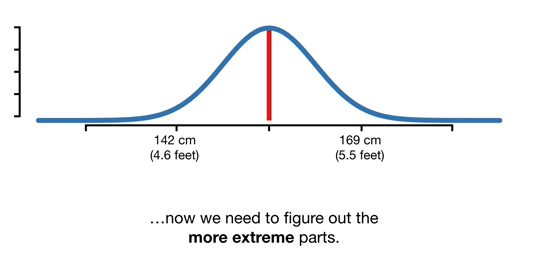 142 cm
(4.6 feet)
169 cm
(5.5 feet)
…now we need to figure out the
more extreme parts.